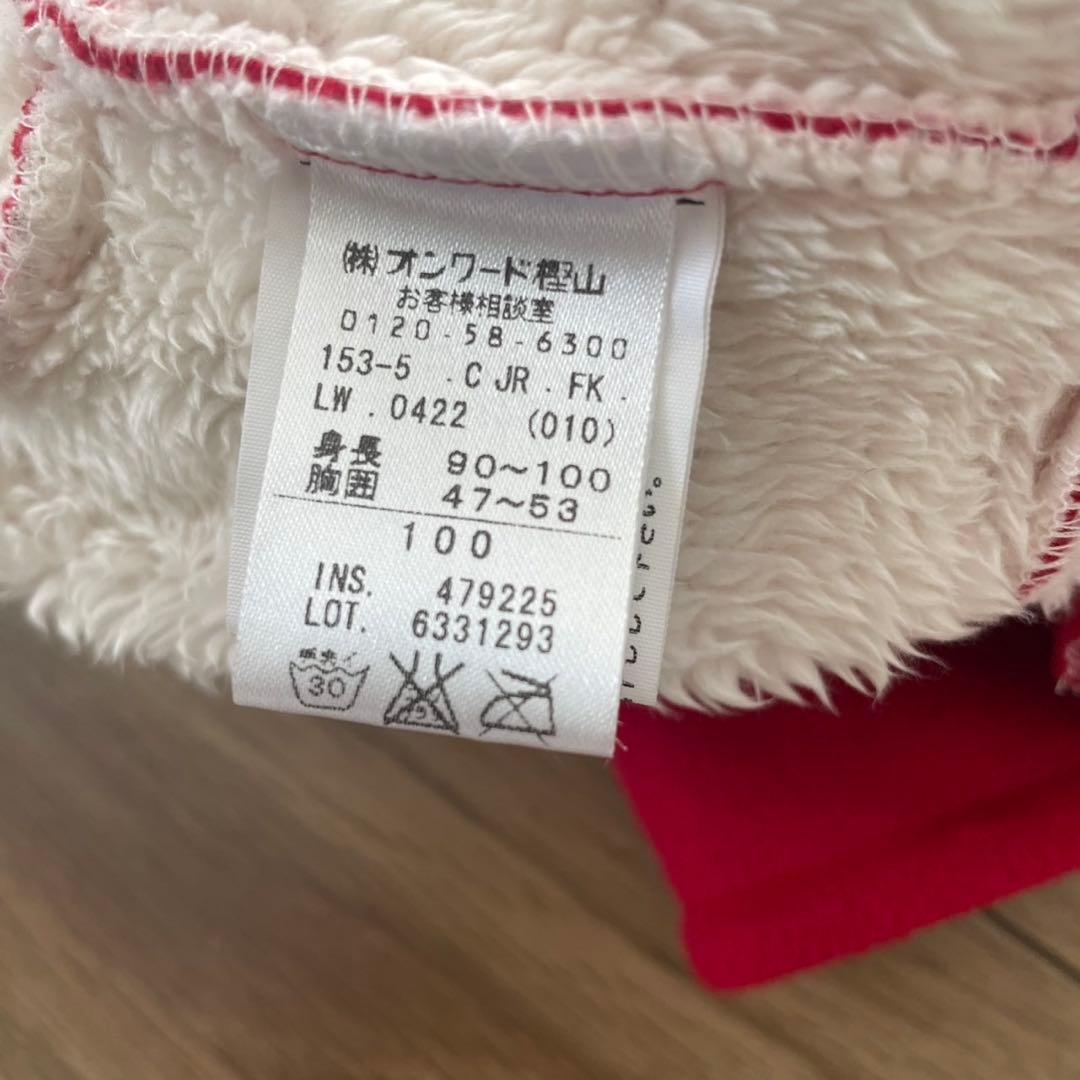 (株)オンワード樫山
お客様相談室
0120-58-6300
153-5 .C JR.FK.
LW.0422 (010)
身長 90～100
胸囲 47～53
100
INS. 479225
LOT. 6331293
30